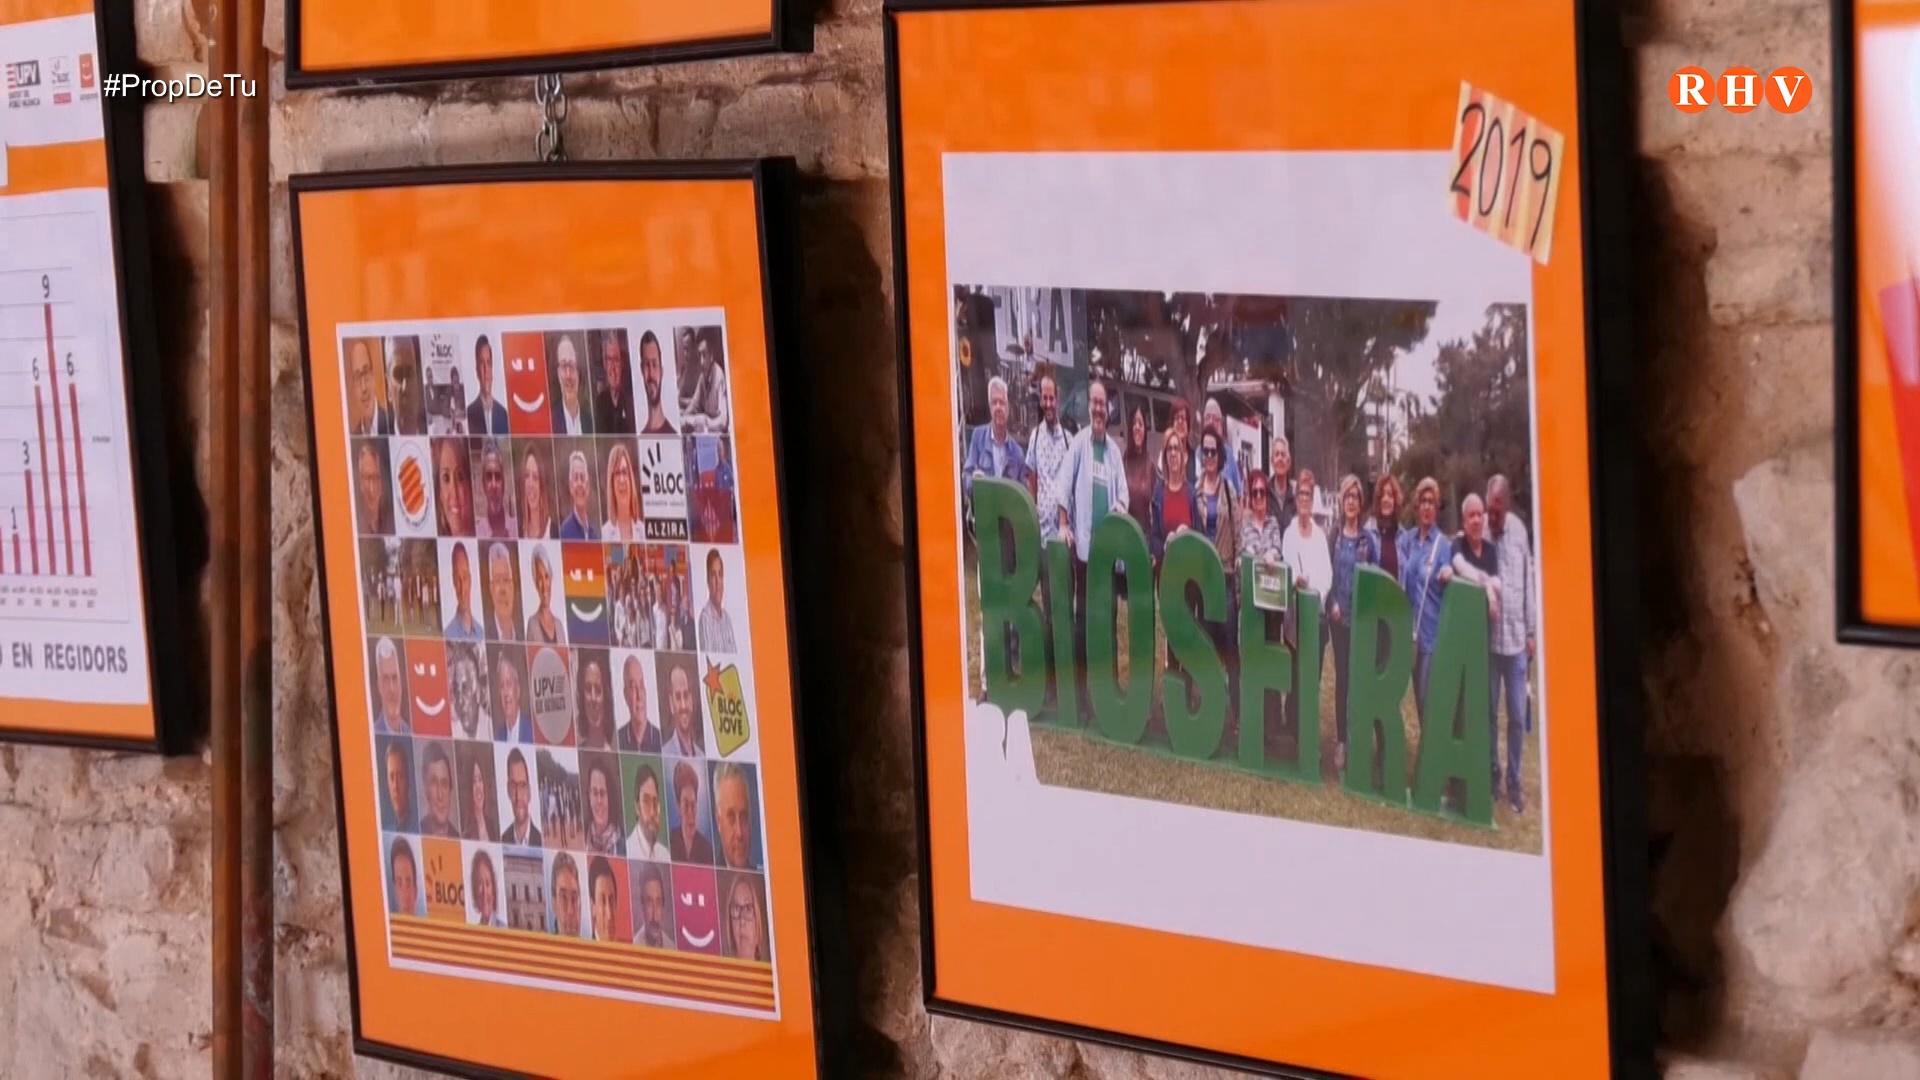 UPV
#PropDeTu
RHV
9
6
6
3
1
EN REGIDORS
BLOC
BLOC
ALZIRA
UPV
BLOC
JOVE
BLOC
2019
BIOSFIRA